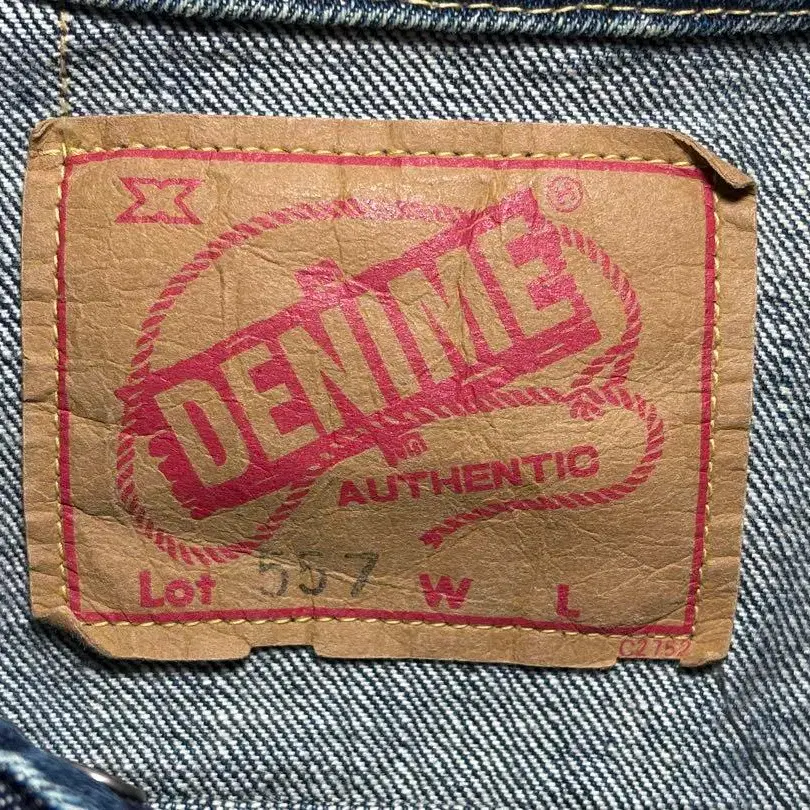 ®
DENIME
AUTHENTIC
Lot 557 W L
C2752